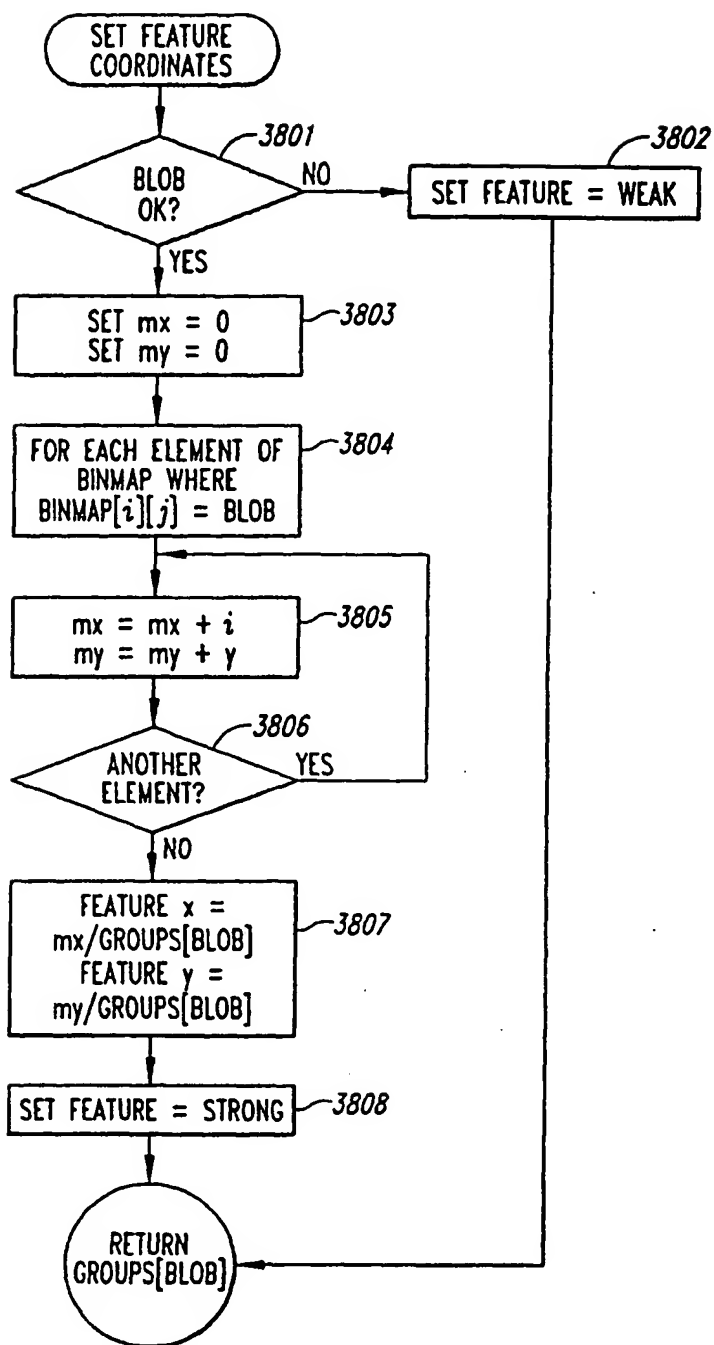 SET FEATURE
COORDINATES
3801
BLOB
OK?
NO
3802
SET FEATURE = WEAK
YES
SET mx = 0
SET my = 0
3803
FOR EACH ELEMENT OF
BINMAP WHERE
BINMAP[i][j] = BLOB
3804
mx = mx + i
my = my + y
3805
3806
ANOTHER
ELEMENT?
YES
NO
FEATURE x =
mx/GROUPS[BLOB]
FEATURE y =
my/GROUPS[BLOB]
3807
SET FEATURE = STRONG
3808
RETURN
GROUPS[BLOB]